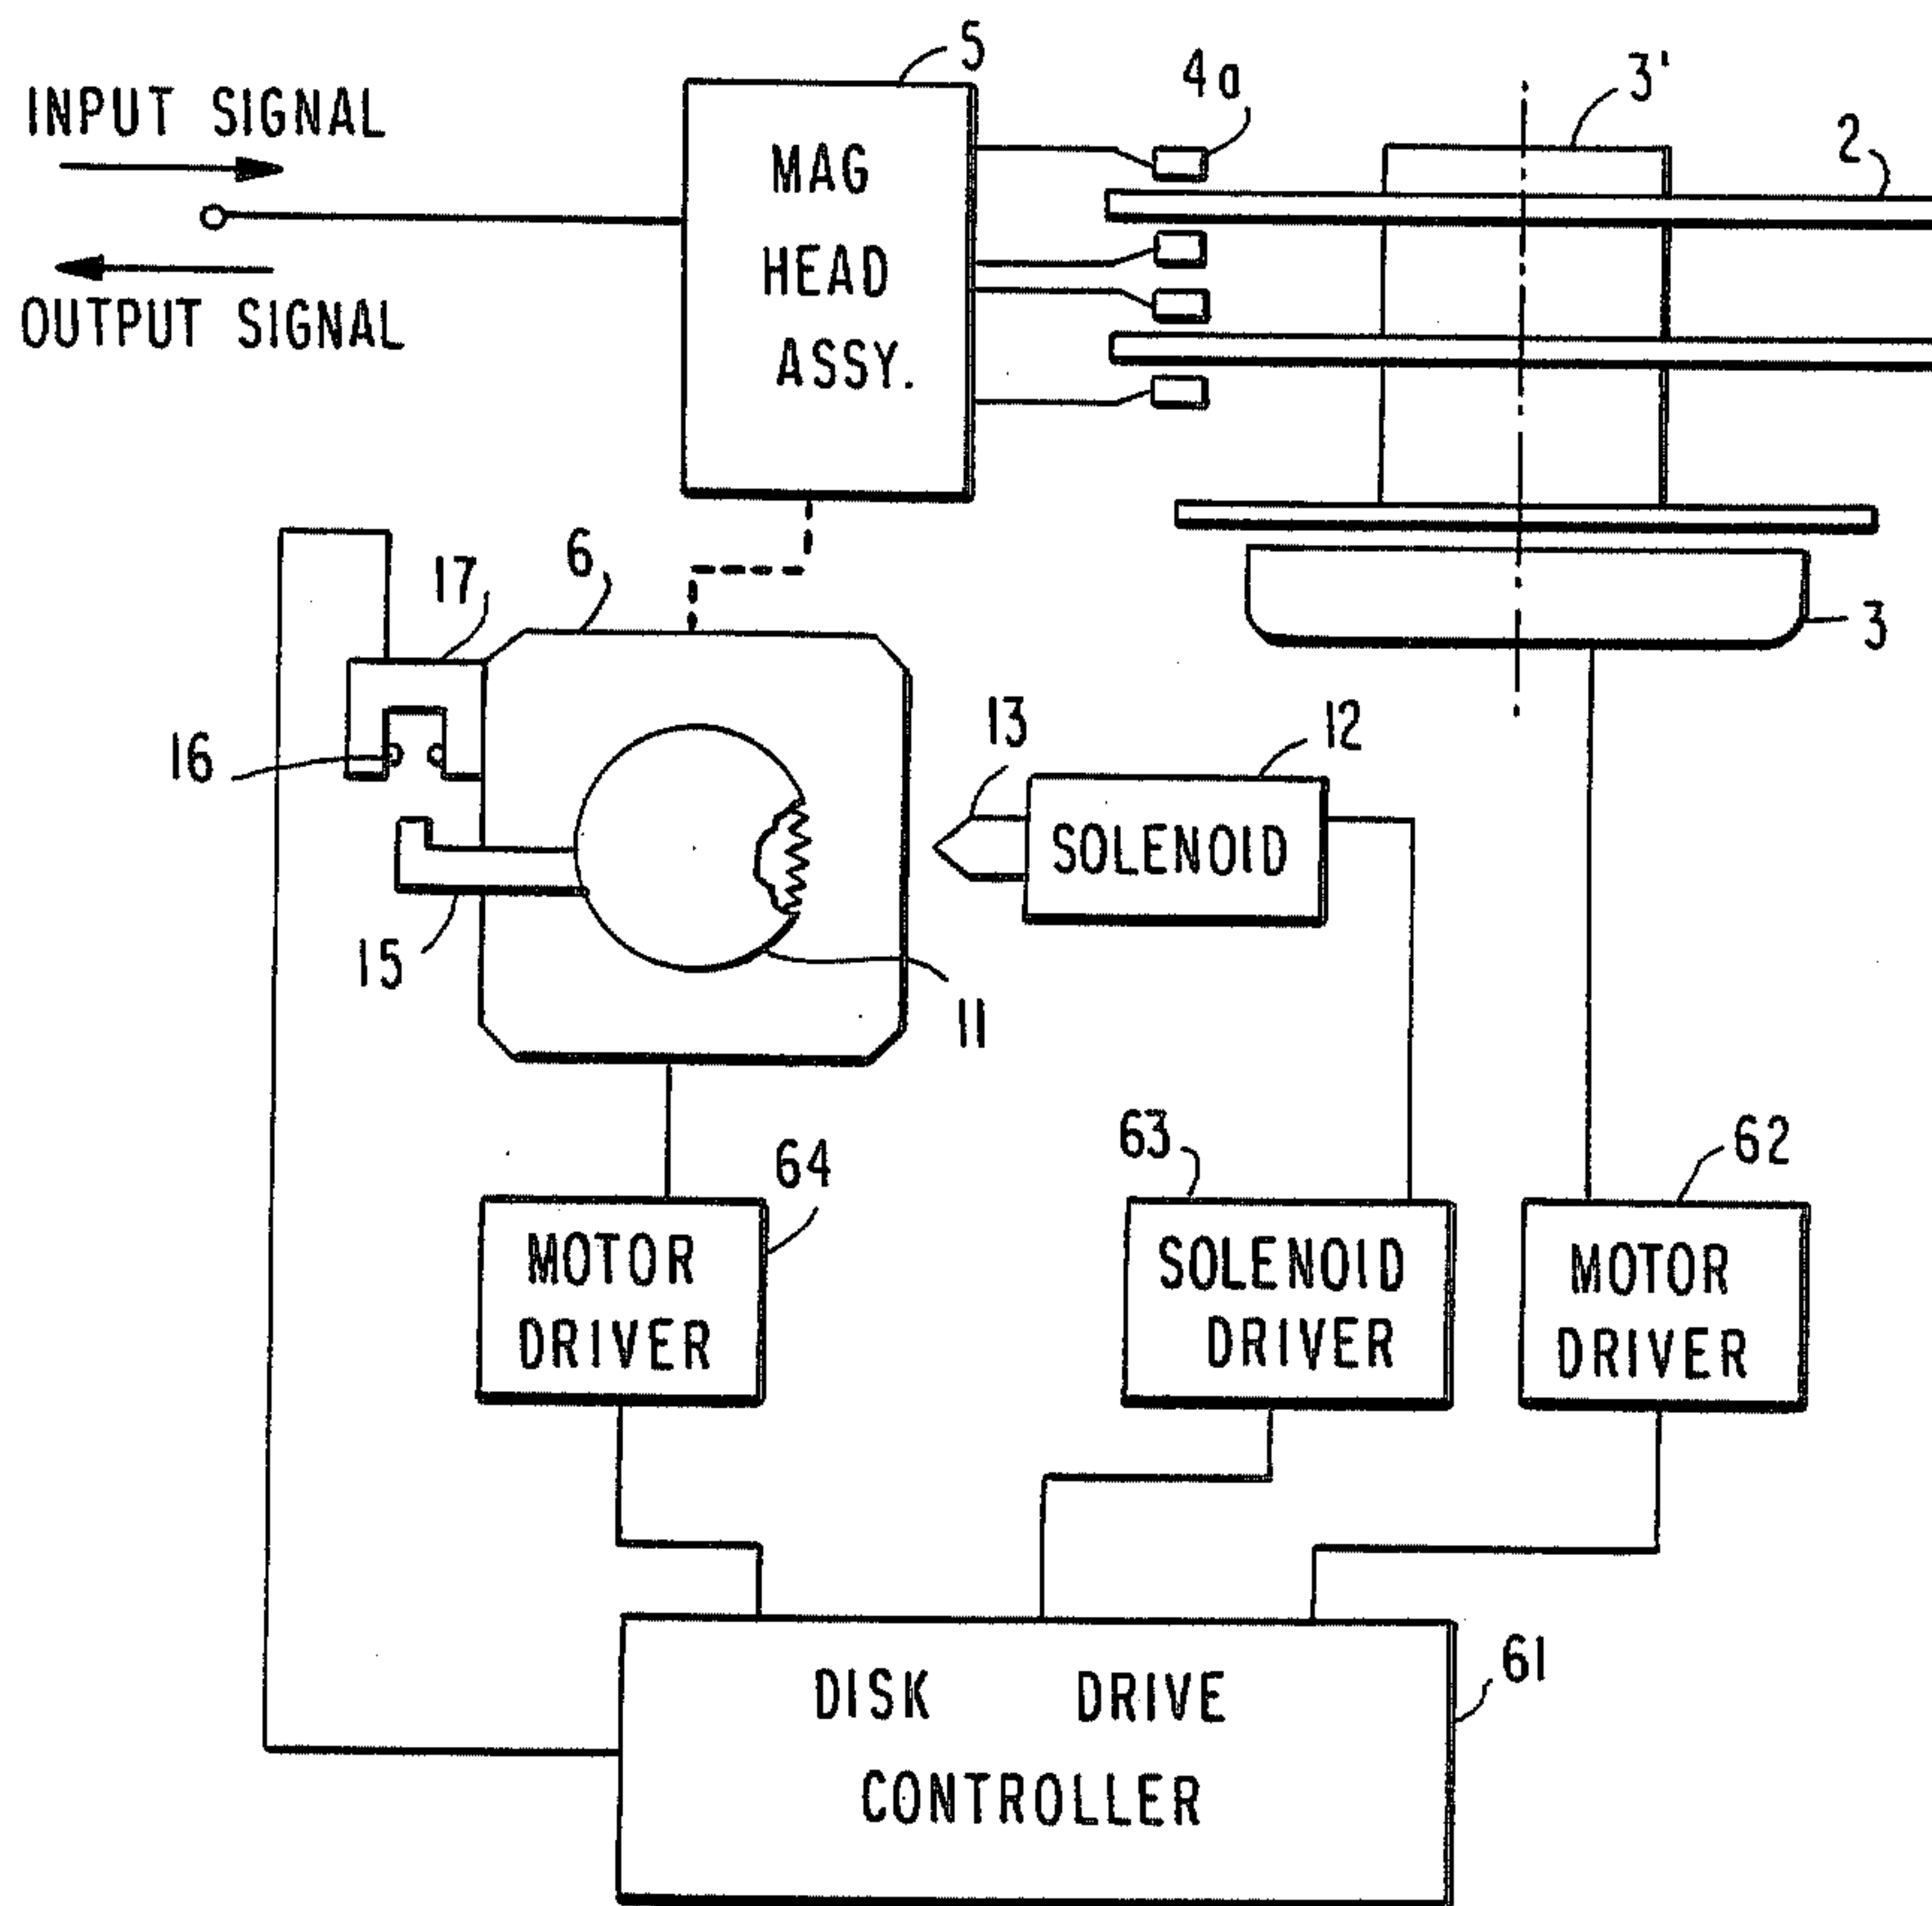 5
4a
3'
INPUT SIGNAL
2
MAG
HEAD
ASSY.
OUTPUT SIGNAL
6
17
3
13
12
16
SOLENOID
15
11
63
62
64
MOTOR
DRIVER
SOLENOID
DRIVER
MOTOR
DRIVER
61
DISK DRIVE
CONTROLLER